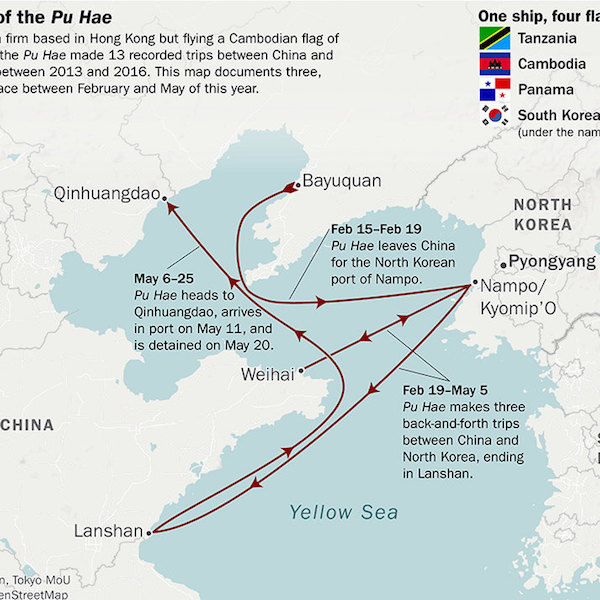 of the Pu Hae
firm based in Hong Kong but flying a Cambodian flag of
the Pu Hae made 13 recorded trips between China and
between 2013 and 2016. This map documents three,
ace between February and May of this year.
One ship, four fla
Tanzania
Cambodia
Panama
South Korea
(under the nam
Bayuquan
Qinhuangdao
NORTH
KOREA
Feb 15–Feb 19
Pu Hae leaves China
for the North Korean
port of Nampo.
Pyongyang
Nampo/
Kyomip’O
May 6–25
Pu Hae heads to
Qinhuangdao, arrives
in port on May 11, and
is detained on May 20.
Weihai
Feb 19–May 5
Pu Hae makes three
back-and-forth trips
between China and
North Korea, ending
in Lanshan.
CHINA
Yellow Sea
Lanshan
n, Tokyo MoU
enStreetMap